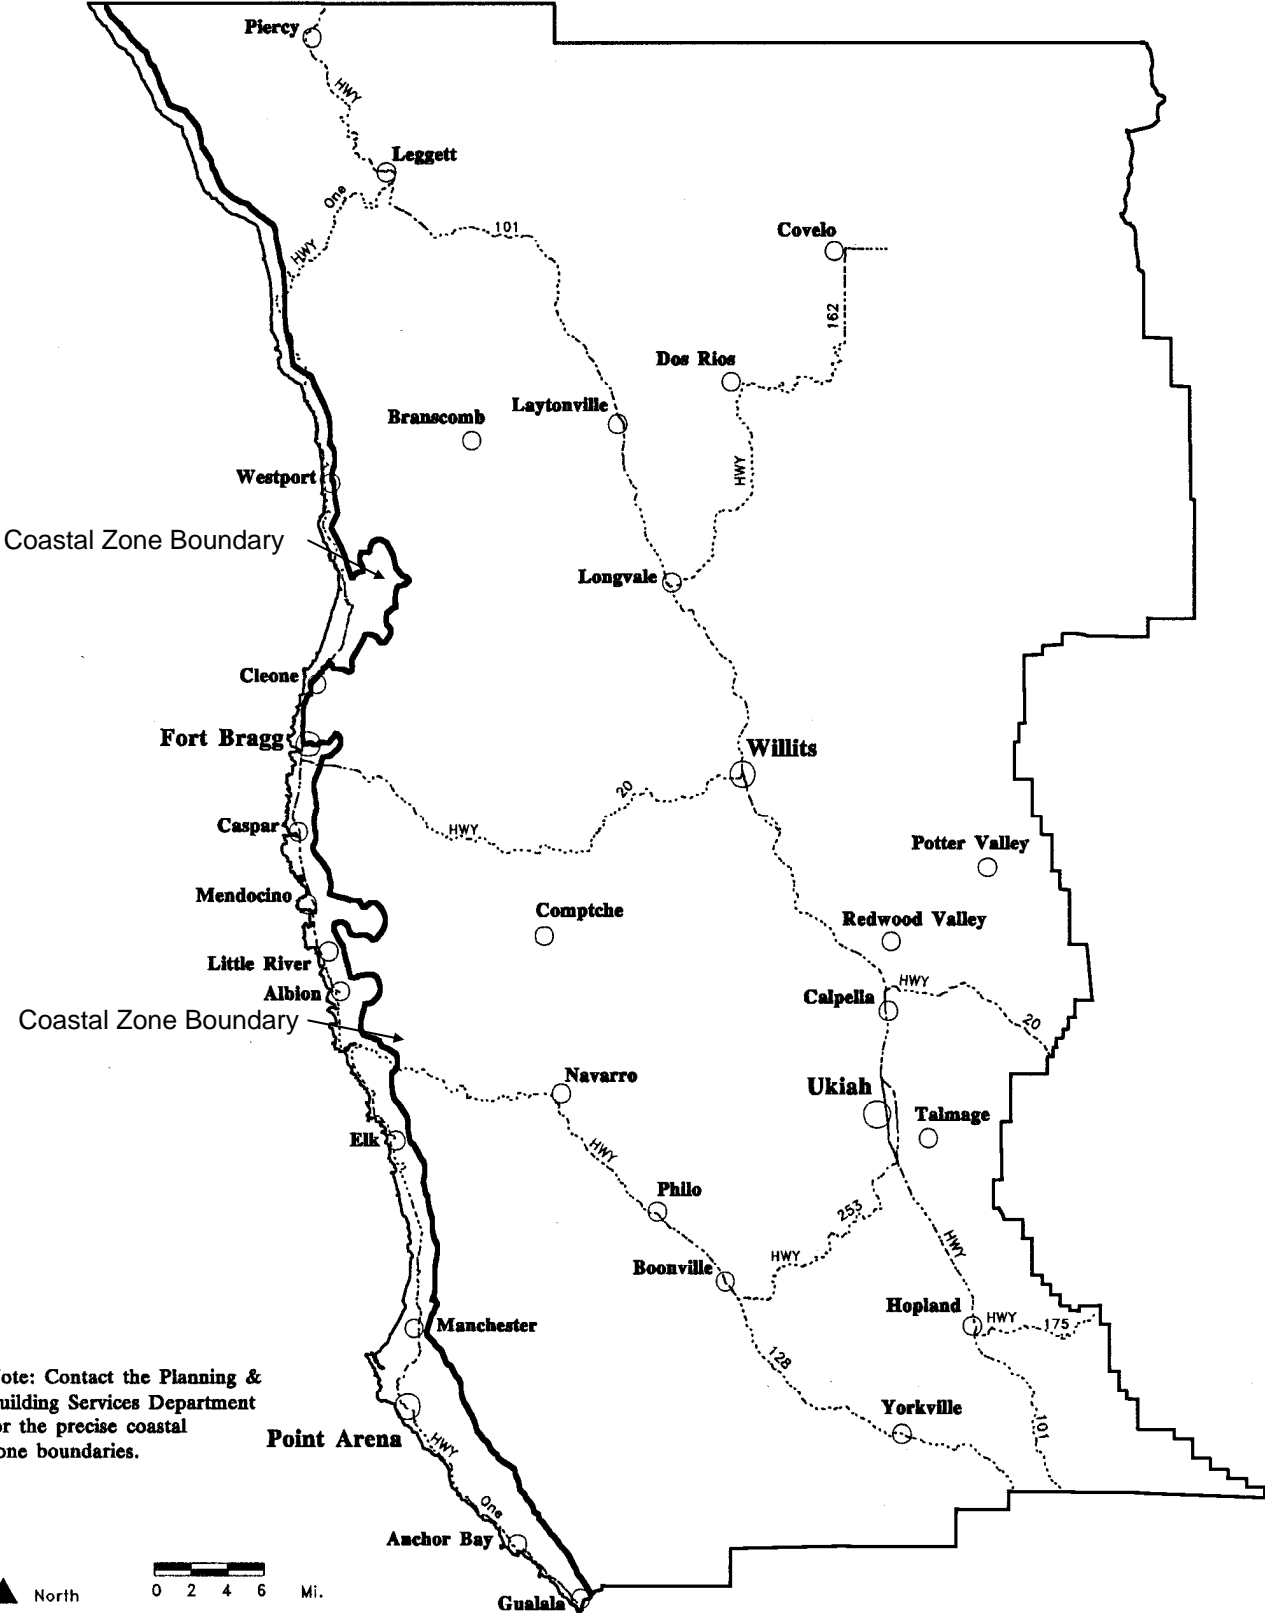 Piercy
HWY
Leggett
One
HWY
101
Covelo
162
Dos Rios
Branscomb
Laytonville
HWY
Westport
Coastal Zone Boundary
Longvale
Cleone
Fort Bragg
Willits
20
HWY
Caspar
Potter Valley
Mendocino
Comptche
Redwood Valley
Little River
Albion
HWY
Calpella
20
Coastal Zone Boundary
Navarro
Ukiah
Talmage
Elk
HWY
Philo
253
HWY
HWY
Boonville
Hopland
HWY
175
Manchester
128
ote: Contact the Planning &
uilding Services Department
or the precise coastal
one boundaries.
Yorkville
101
Point Arena
HWY
One
Anchor Bay
North
0 2 4 6 Mi.
Gualala